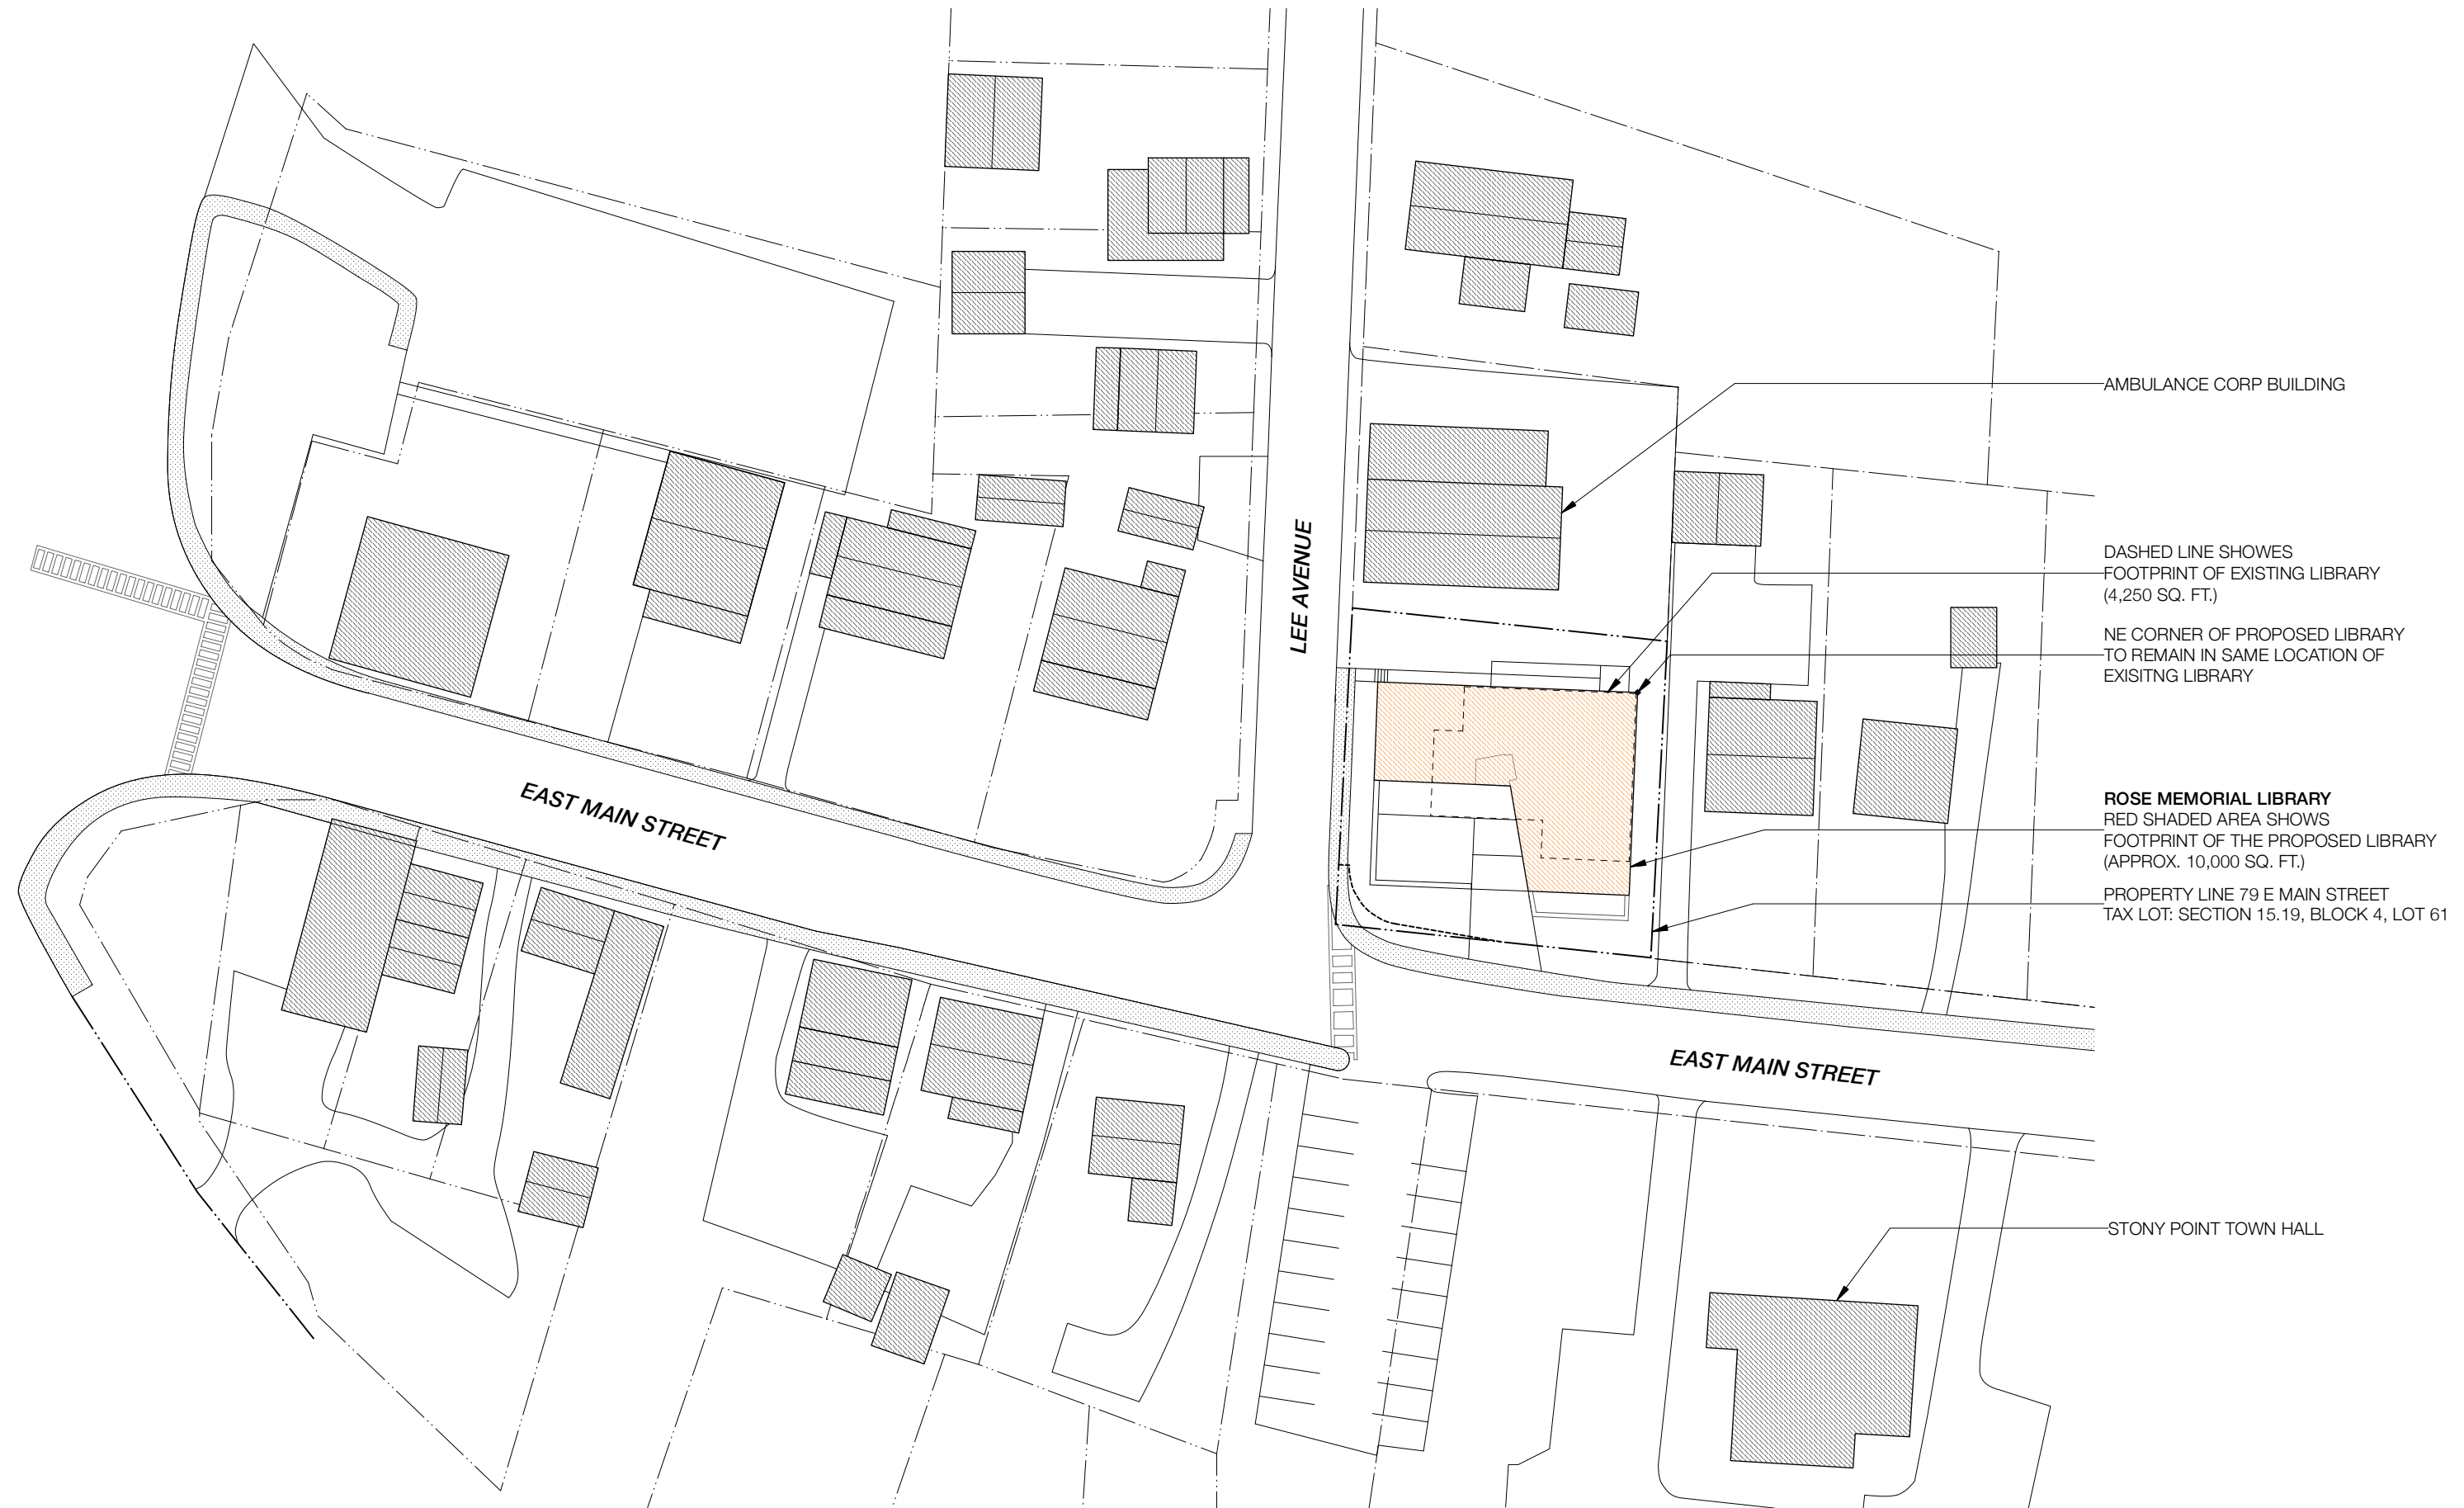 AMBULANCE CORP BUILDING
LEE AVENUE
DASHED LINE SHOWES
FOOTPRINT OF EXISTING LIBRARY
(4,250 SQ. FT.)
NE CORNER OF PROPOSED LIBRARY
TO REMAIN IN SAME LOCATION OF
EXISITNG LIBRARY
EAST MAIN STREET
ROSE MEMORIAL LIBRARY
RED SHADED AREA SHOWS
FOOTPRINT OF THE PROPOSED LIBRARY
(APPROX. 10,000 SQ. FT.)
PROPERTY LINE 79 E MAIN STREET
TAX LOT: SECTION 15.19, BLOCK 4, LOT 61
EAST MAIN STREET
STONY POINT TOWN HALL